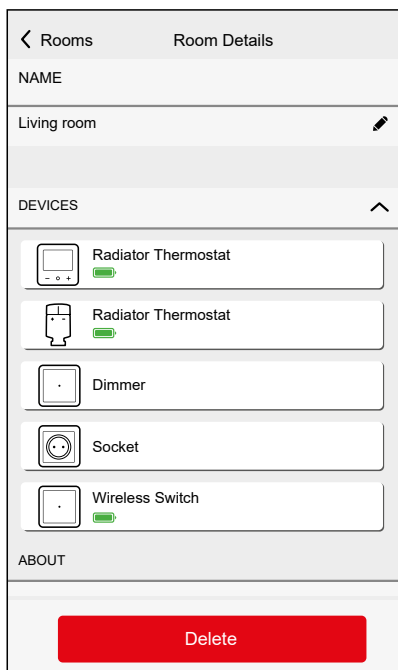 Rooms
Room Details
NAME
Living room
DEVICES
Radiator Thermostat
Radiator Thermostat
Dimmer
Socket
Wireless Switch
ABOUT
Delete